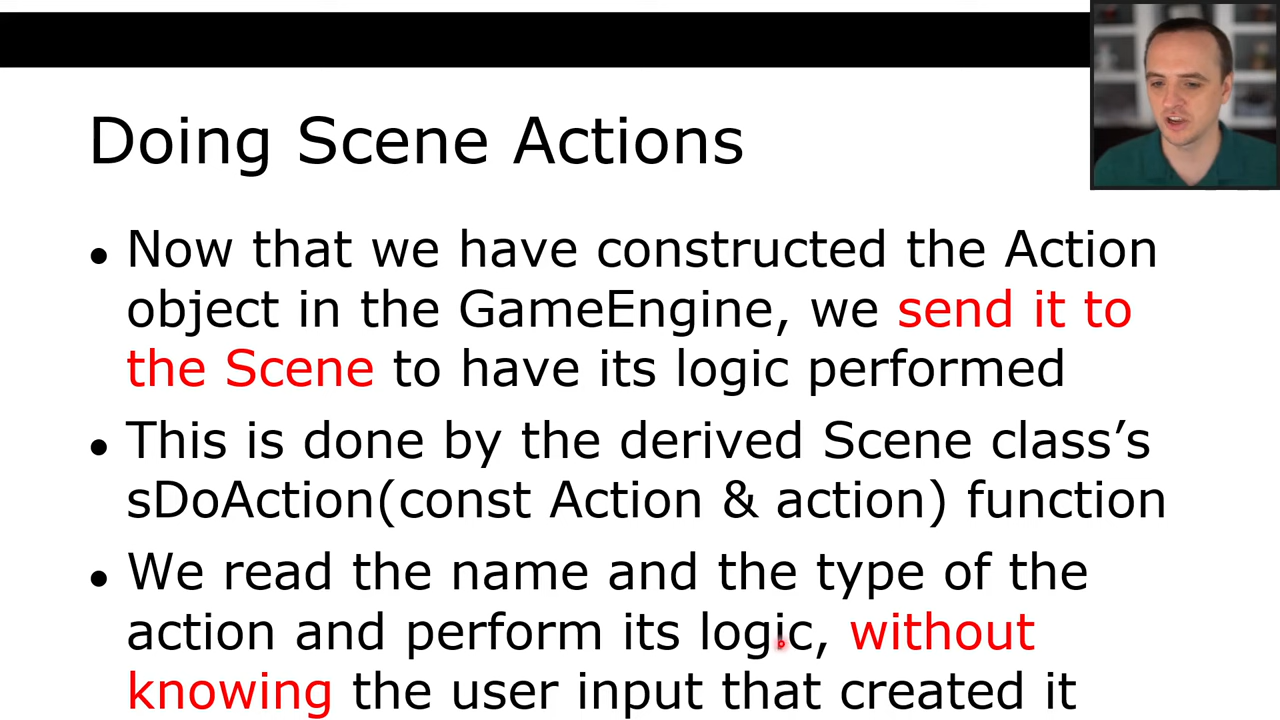 Doing Scene Actions
• Now that we have constructed the Action
object in the GameEngine, we send it to
the Scene to have its logic performed
• This is done by the derived Scene class’s
sDoAction(const Action & action) function
• We read the name and the type of the
action and perform its logic, without
knowing the user input that created it